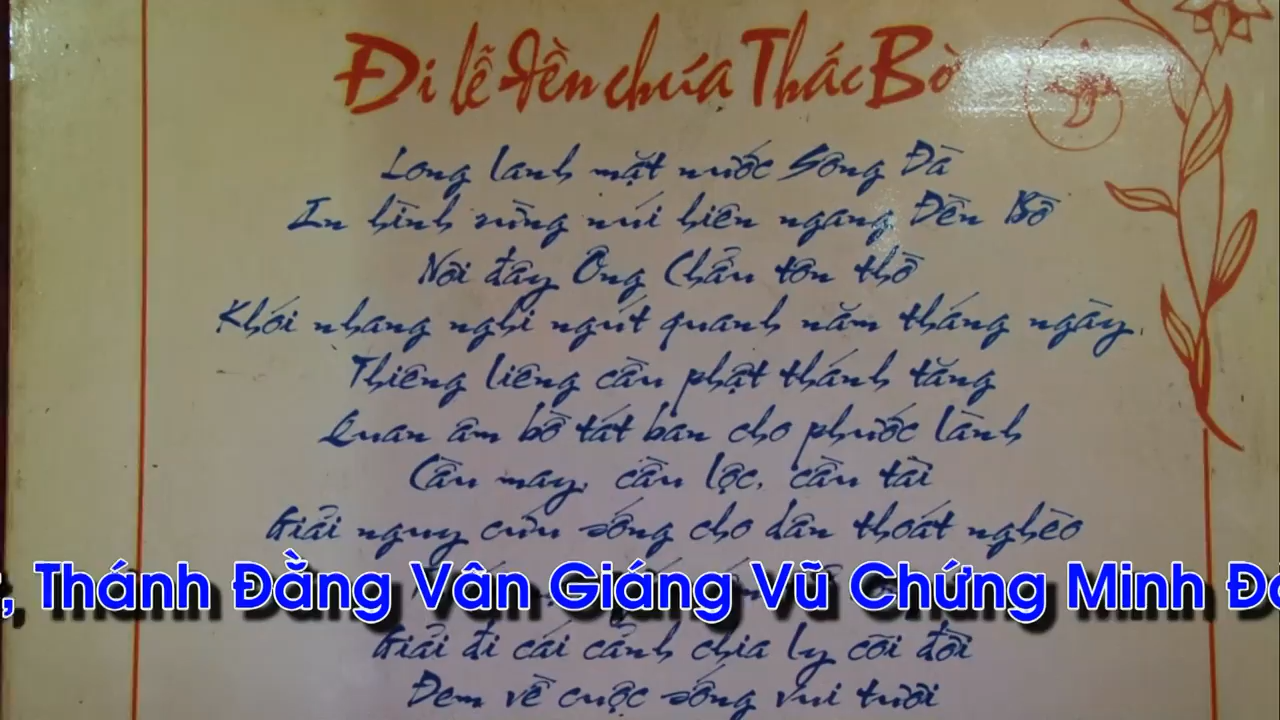 Đi lễ đền chúa Thác Bờ
Long lanh mặt nước Sông Đà
In hình rừng núi hiên ngang Đền Bờ
Nơi đây Ông Chẩu tôn thờ
Khói nhang nghi ngút quanh năm tháng ngày.
Thiêng liêng cầu phật thánh tăng
Quan âm bồ tát ban cho phước lành
Cầu may, cầu lộc, cầu tài
Giải nguy cứu sống cho dân thoát nghèo
, Thánh Đằng Vân Giáng Vũ Chứng Minh
Giải đi cái cảnh chia ly cõi đời
Đem về cuộc sống vui tươi